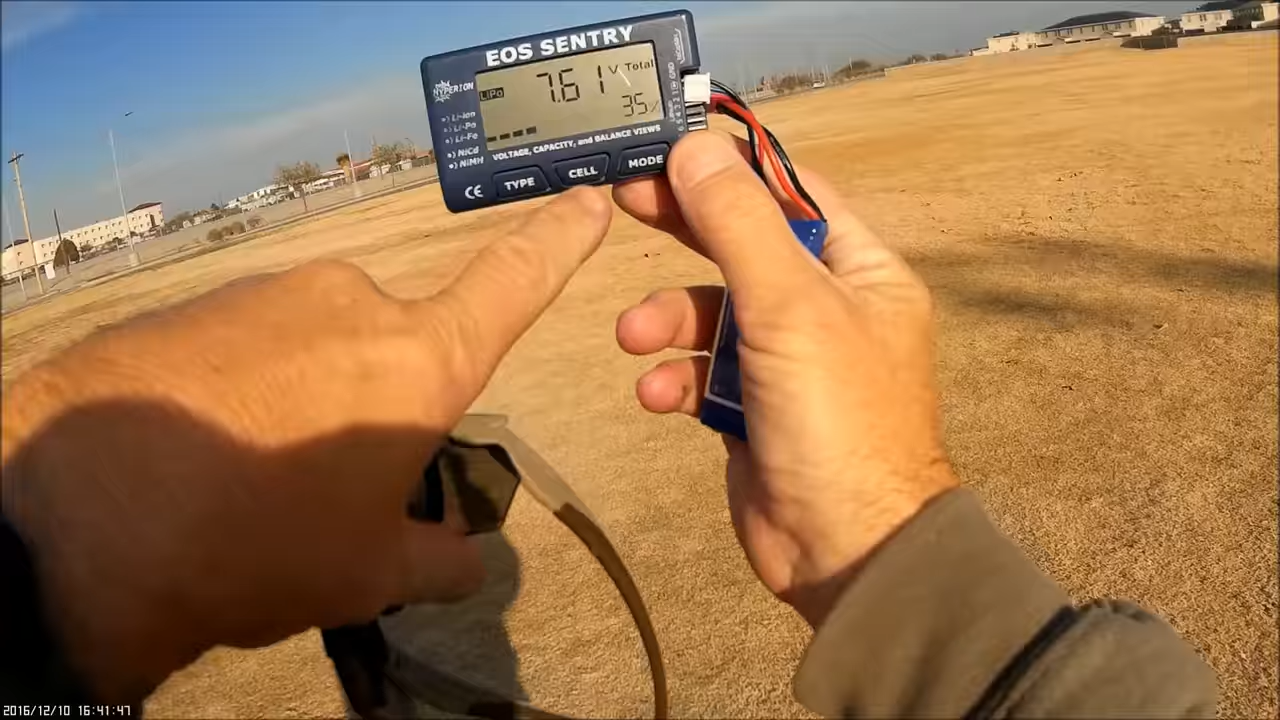 EOS SENTRY
HYPERION
LiPo
7.61 V Total
35%
•) Li-Ion
•) Li-Po
•) Li-Fe
•) NiCd
•) NiMH
VOLTAGE, CAPACITY, and BALANCE VIEWS
CE
TYPE
CELL
MODE
2016/12/10 16:41:47